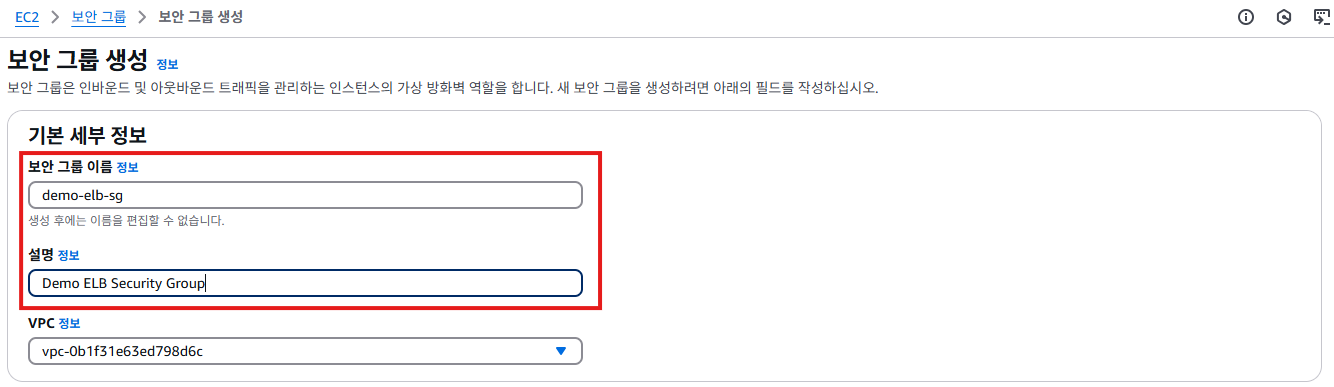 EC2 > 보안 그룹 > 보안 그룹 생성
보안 그룹 생성 정보
보안 그룹은 인바운드 및 아웃바운드 트래픽을 관리하는 인스턴스의 가상 방화벽 역할을 합니다. 새 보안 그룹을 생성하려면 아래의 필드를 작성하십시오.
기본 세부 정보
보안 그룹 이름 정보
demo-elb-sg
생성 후에는 이름을 편집할 수 없습니다.
설명 정보
Demo ELB Security Group
VPC 정보
vpc-0b1f31e63ed798d6c